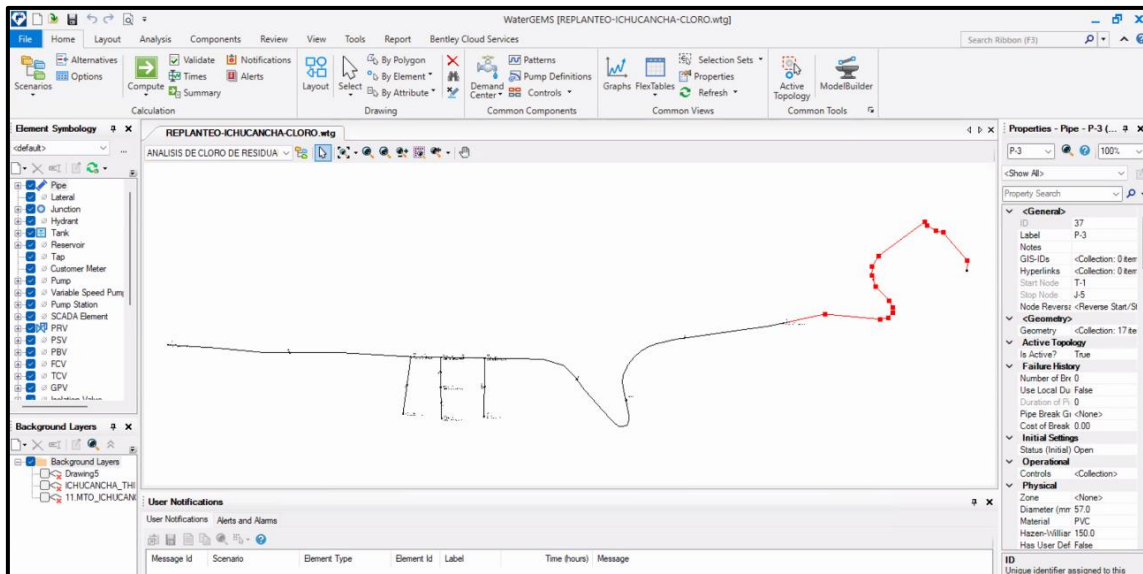 WaterGEMS [REPLANTEO-ICHUCANCHA-CLORO.wtg]
File Home Layout Analysis Components Review View Tools Report Bentley Cloud Services
Search Ribbon (F3)
Scenarios
Alternatives
Options
Compute
Validate
Times
Summary
Notifications
Alerts
Calculation
Layout
Select
By Polygon
By Element
By Attribute
Drawing
Demand Center
Patterns
Pump Definitions
Controls
Common Components
Graphs
FlexTables
Selection Sets
Properties
Refresh
Common Views
Active Topology
ModelBuilder
Common Tools
Element Symbology
<default>
...
Pipe
Lateral
Junction
Hydrant
Tank
Reservoir
Tap
Customer Meter
Pump
Variable Speed Pump
Pump Station
SCADA Element
PRV
PSV
PBV
FCV
TCV
GPV
Isolation Valve
Background Layers
Background Layers
Drawing5
ICHUCANCHA_THI
11.MTO_ICHUCAN
REPLANTEO-ICHUCANCHA-CLORO.wtg
ANALISIS DE CLORO DE RESIDUA
User Notifications
User Notifications Alerts and Alarms
Message Id Scenario Element Type Element Id Label Time (hours) Message
Properties - Pipe - P-3 (...
P-3
100%
<Show All>
Property Search
<General>
ID 37
Label P-3
Notes
GIS-IDs <Collection: 0 item
Hyperlinks <Collection: 0 item
Start Node T-1
Stop Node J-5
Node Reversa <Reverse Start/St
<Geometry>
Geometry <Collection: 17 ite
Active Topology
Is Active? True
Failure History
Number of Bre 0
Use Local Du False
Duration of Pi 0
Pipe Break Gr <None>
Cost of Break 0.00
Initial Settings
Status (Initial) Open
Operational
Controls <Collection>
Physical
Zone <None>
Diameter (mm 57.0
Material PVC
Hazen-Williar 150.0
Has User Def False
ID
Unique identifier assigned to this